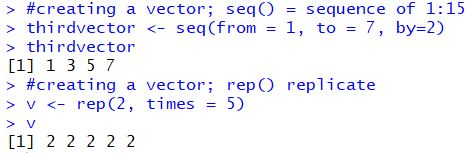 > #creating a vector; seq() = sequence of 1:15
> thirdvector <- seq(from = 1, to = 7, by=2)
> thirdvector
[1] 1 3 5 7
> #creating a vector; rep() replicate
> v <- rep(2, times = 5)
> v
[1] 2 2 2 2 2